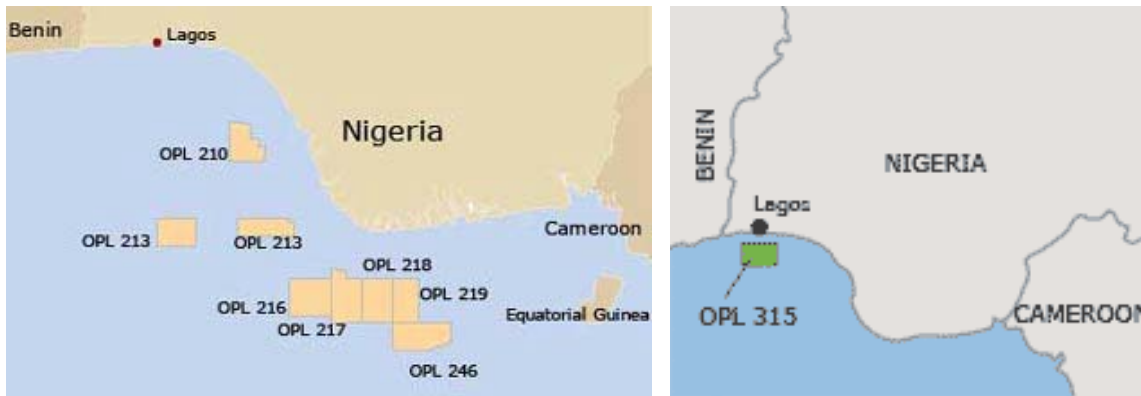 Benin
Lagos
Nigeria
OPL 210
OPL 213
OPL 213
Cameroon
OPL 218
OPL 216
OPL 219
OPL 217
Equatorial Guinea
OPL 246
BENIN
NIGERIA
Lagos
OPL 315
CAMEROON